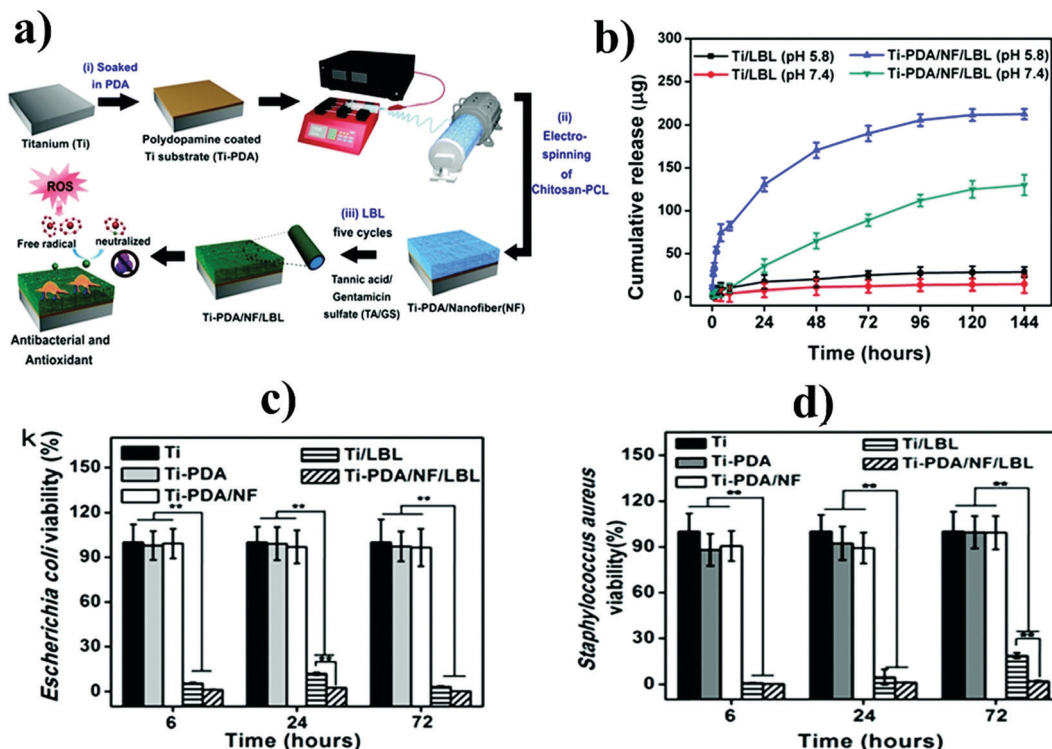 a)
(i) Soaked
in PDA
Titanium (Ti)
Polydopamine coated
Ti substrate (Ti-PDA)
(ii)
Electro-
spinning
of
Chitosan-PCL
ROS
Free radical
neutralized
(iii) LBL
five cycles
Tannic acid/
Gentamicin
sulfate (TA/GS)
Ti-PDA/NF/LBL
Ti-PDA/Nanofiber(NF)
Antibacterial and
Antioxidant
b)
Cumulative release (μg)
300
250
200
150
100
50
0
Ti/LBL (pH 5.8)
Ti/LBL (pH 7.4)
Ti-PDA/NF/LBL (pH 5.8)
Ti-PDA/NF/LBL (pH 7.4)
0 24 48 72 96 120 144
Time (hours)
c)
k
Escherichia coli viability (%)
150
120
90
60
30
0
Ti
Ti-PDA
Ti-PDA/NF
Ti/LBL
Ti-PDA/NF/LBL
** ** **
**
6 24 72
Time (hours)
d)
Staphylococcus aureus
viability(%)
150
120
90
60
30
0
Ti
Ti-PDA
Ti-PDA/NF
Ti/LBL
Ti-PDA/NF/LBL
** ** **
**
6 24 72
Time (hours)